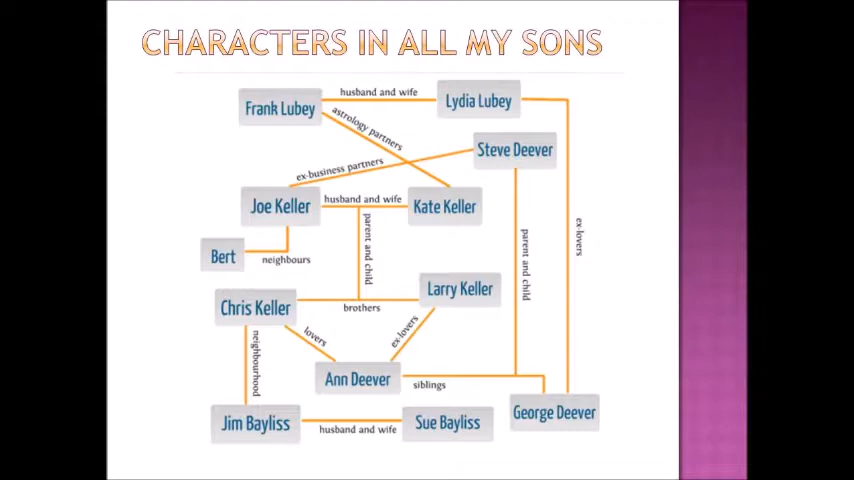 CHARACTERS IN ALL MY SONS
husband and wife
Frank Lubey
Lydia Lubey
astrology partners
Steve Deever
ex-business partners
husband and wife
Joe Keller
Kate Keller
parent and child
ex-lovers
Bert
neighbours
parent and child
Larry Keller
Chris Keller
brothers
lovers
ex-lovers
neighbourhood
Ann Deever
siblings
George Deever
Jim Bayliss
husband and wife
Sue Bayliss